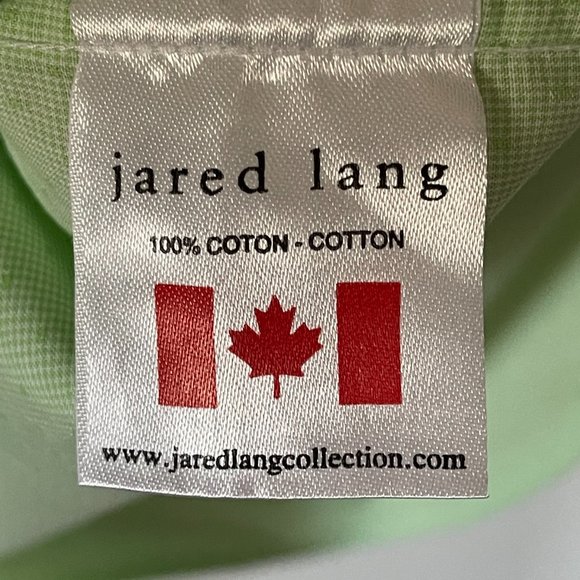 jared lang
100% COTON - COTTON
www.jaredlangcollection.com